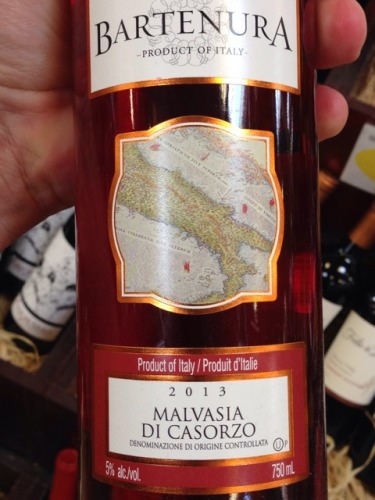 BARTENURA
-PRODUCT OF ITALY-
Product of Italy / Produit d'Italie
2013
MALVASIA
DI CASORZO
DENOMINAZIONE DI ORIGINE CONTROLLATA
U P
5% alc./vol.
750 mL